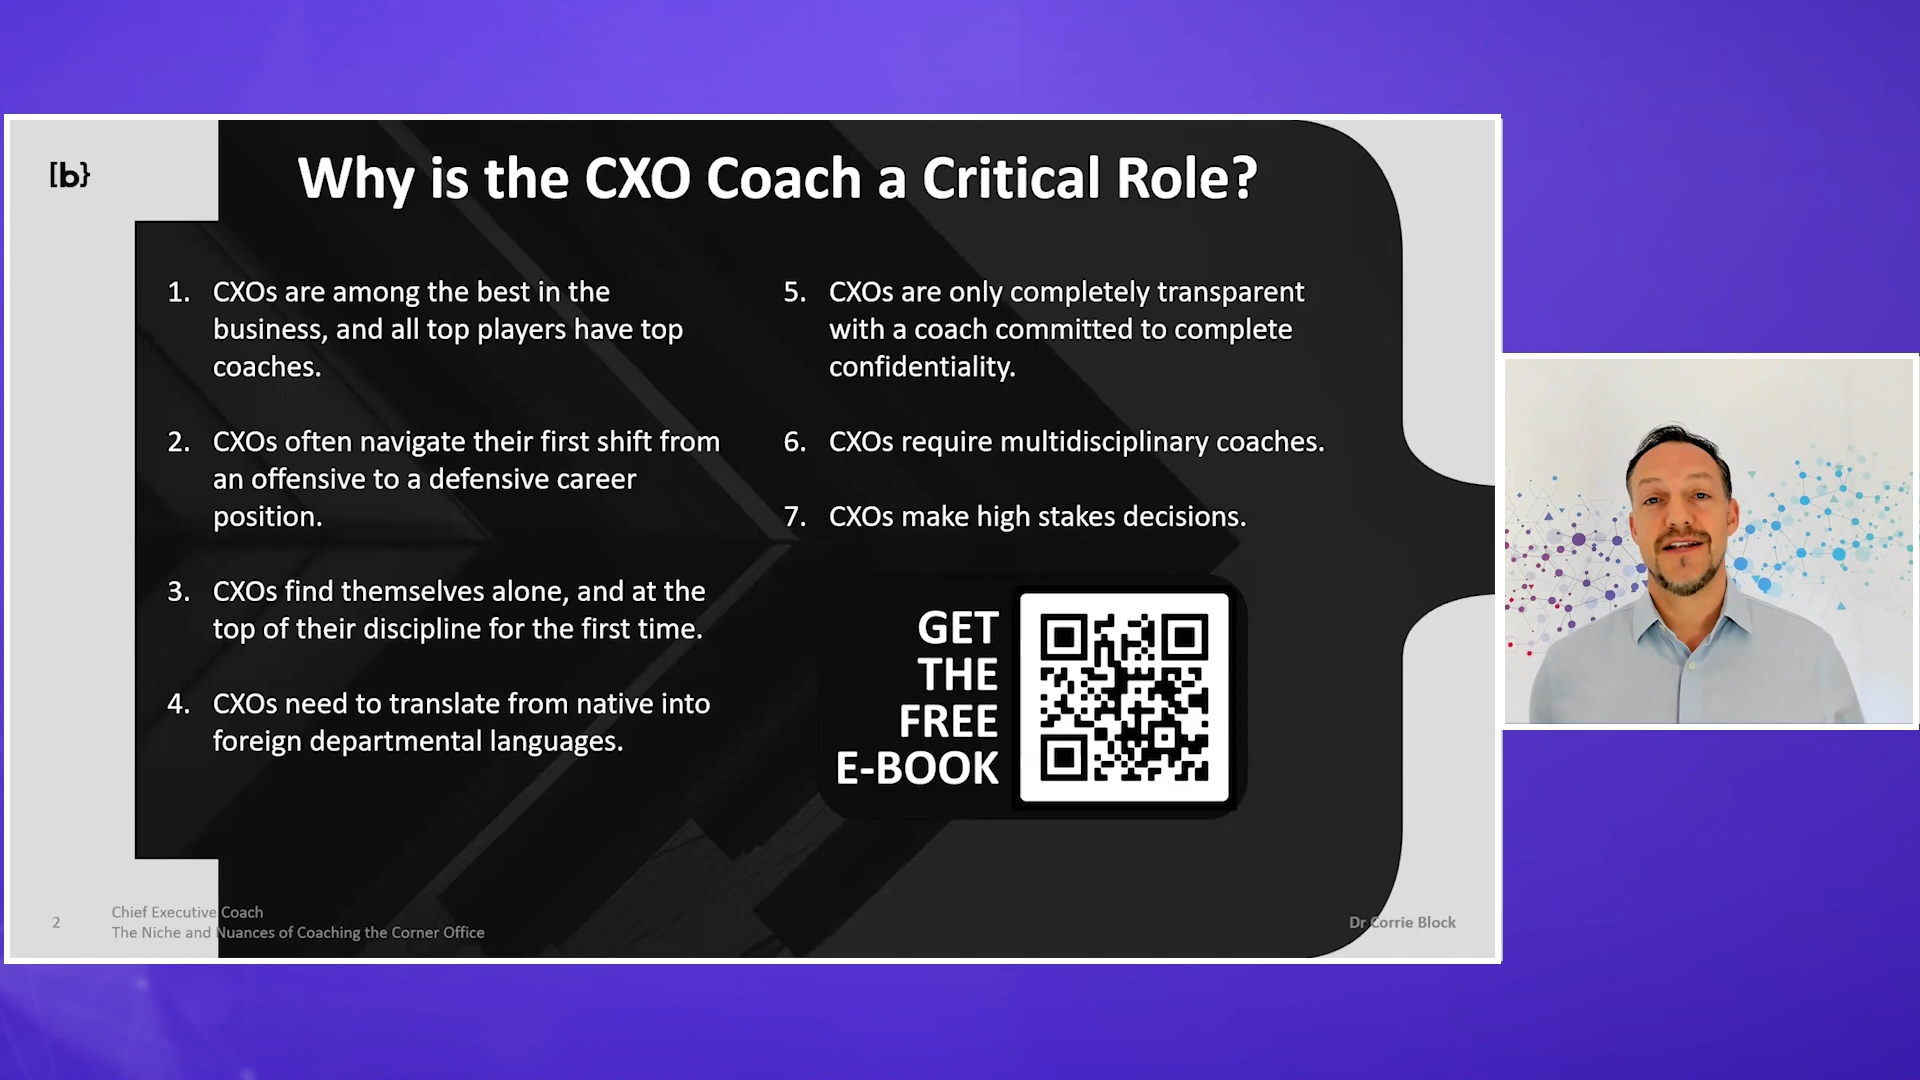 [b}
Why is the CXO Coach a Critical Role?
1. CXOs are among the best in the
business, and all top players have top
coaches.
2. CXOs often navigate their first shift from
an offensive to a defensive career
position.
3. CXOs find themselves alone, and at the
top of their discipline for the first time.
4. CXOs need to translate from native into
foreign departmental languages.
5. CXOs are only completely transparent
with a coach committed to complete
confidentiality.
6. CXOs require multidisciplinary coaches.
7. CXOs make high stakes decisions.
GET
THE
FREE
E-BOOK
2
Chief Executive Coach
The Niche and Nuances of Coaching the Corner Office
Dr Corrie Block